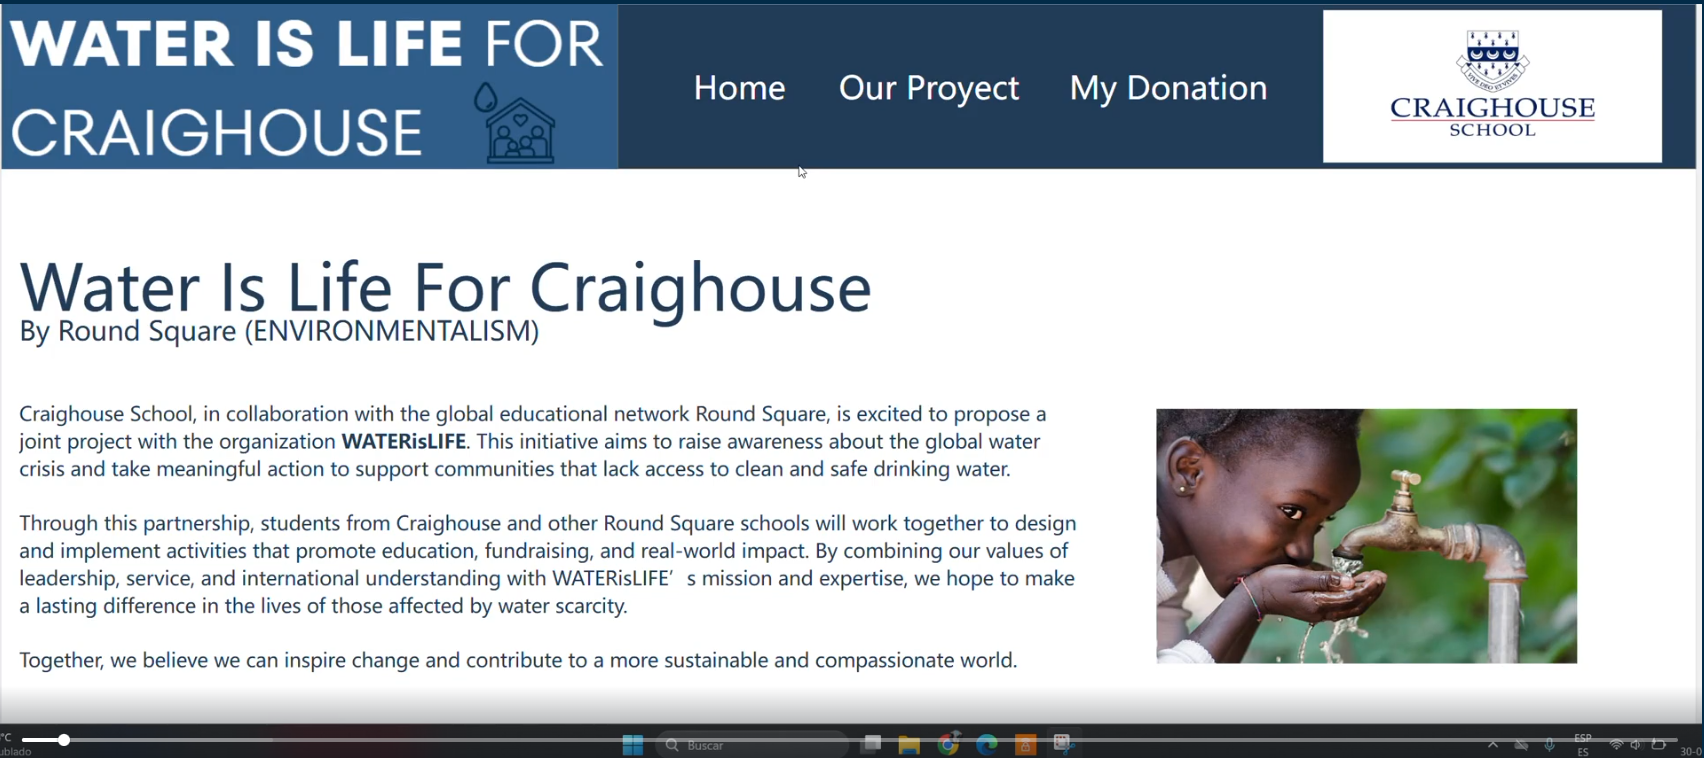 WATER IS LIFE FOR
CRAIGHOUSE
Home
Our Proyect
My Donation
CRAIGHOUSE
SCHOOL
Water Is Life For Craighouse
By Round Square (ENVIRONMENTALISM)
Craighouse School, in collaboration with the global educational network Round Square, is excited to propose a
joint project with the organization WATERisLIFE. This initiative aims to raise awareness about the global water
crisis and take meaningful action to support communities that lack access to clean and safe drinking water.
Through this partnership, students from Craighouse and other Round Square schools will work together to design
and implement activities that promote education, fundraising, and real-world impact. By combining our values of
leadership, service, and international understanding with WATERisLIFE’ s mission and expertise, we hope to make
a lasting difference in the lives of those affected by water scarcity.
Together, we believe we can inspire change and contribute to a more sustainable and compassionate world.
°C
ublado
Buscar
ESP
ES
30-0